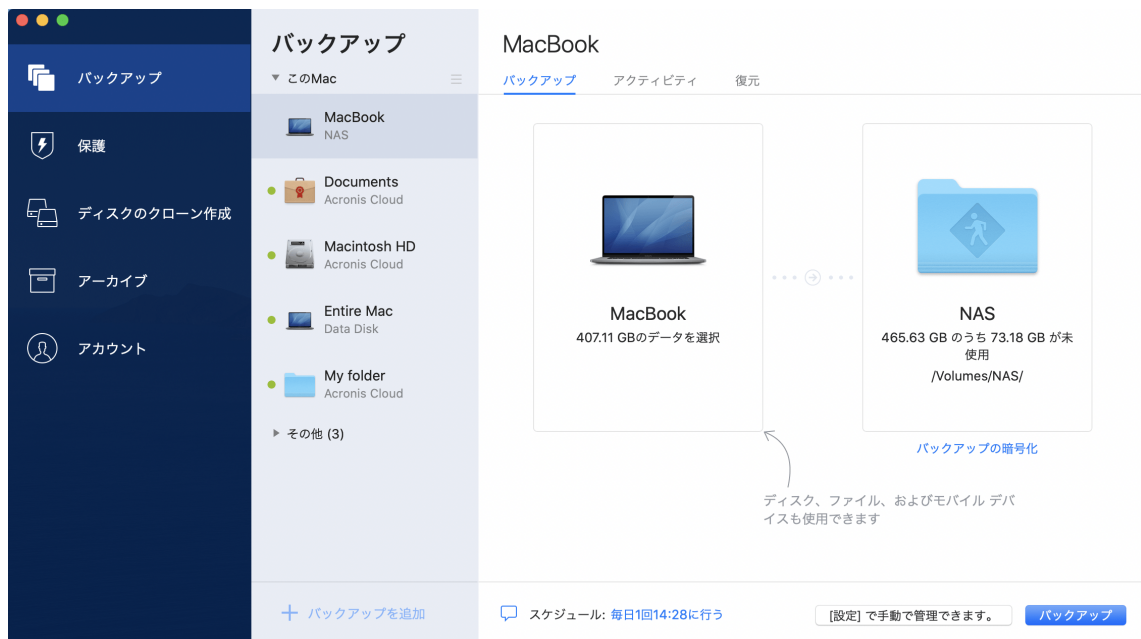 バックアップ
保護
ディスクのクローン作成
アーカイブ
アカウント
バックアップ
このMac
MacBook
NAS
Documents
Acronis Cloud
Macintosh HD
Acronis Cloud
Entire Mac
Data Disk
My folder
Acronis Cloud
その他 (3)
バックアップを追加
MacBook
バックアップ
アクティビティ
復元
MacBook
407.11 GBのデータを選択
NAS
465.63 GB のうち 73.18 GB が未
使用
/Volumes/NAS/
バックアップの暗号化
ディスク、ファイル、およびモバイル デバ
イスも使用できます
スケジュール: 毎日1回14:28に行う
[設定] で手動で管理できます。
バックアップ